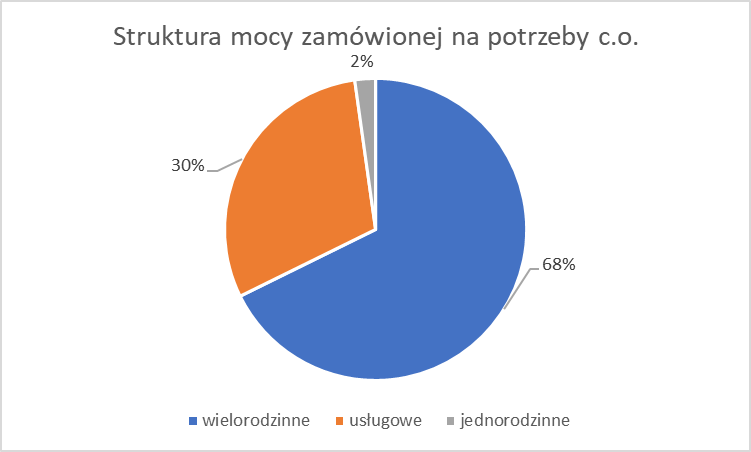 Struktura mocy zamówionej na potrzeby c.o.
2%
30%
68%
wielorodzinne usługowe jednorodzinne